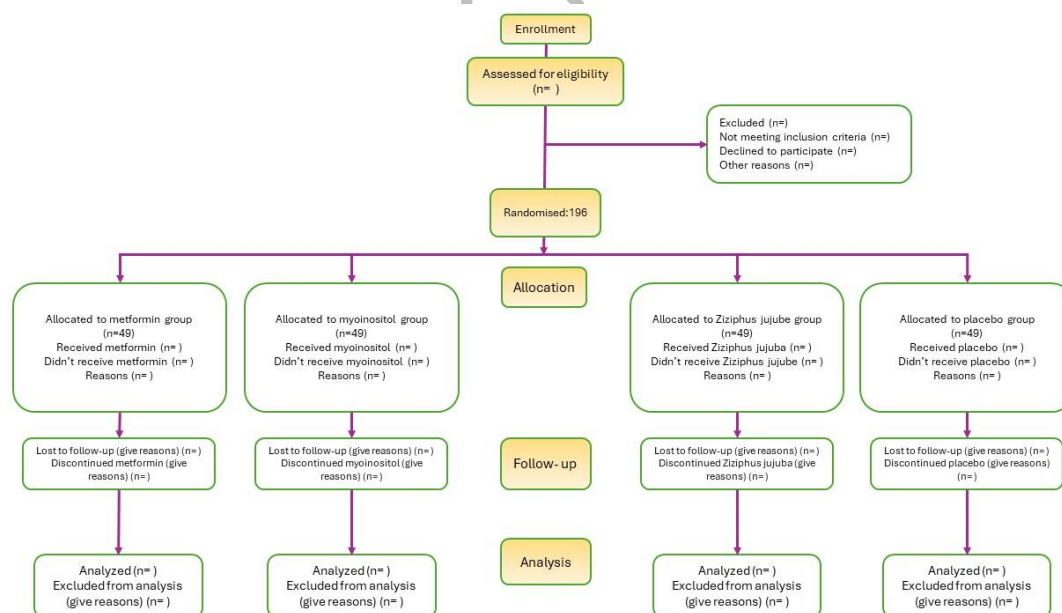 Enrollment
Assessed for eligibility
(n= )
Excluded (n=)
Not meeting inclusion criteria (n=)
Declined to participate (n=)
Other reasons (n=)
Randomised:196
Allocation
Allocated to metformin group
(n=49)
Received metformin (n= )
Didn't receive metformin (n= )
Reasons (n= )
Allocated to myoinositol group
(n=49)
Received myoinositol (n= )
Didn't receive myoinositol (n= )
Reasons (n= )
Allocated to Ziziphus jujube group
(n=49)
Received Ziziphus jujuba (n= )
Didn't receive Ziziphus jujube (n= )
Reasons (n= )
Allocated to placebo group
(n=49)
Received placebo (n= )
Didn't receive placebo (n= )
Reasons (n= )
Lost to follow-up (give reasons) (n= )
Discontinued metformin (give
reasons) (n= )
Lost to follow-up (give reasons) (n= )
Discontinued myoinositol (give
reasons) (n= )
Follow- up
Lost to follow-up (give reasons) (n= )
Discontinued Ziziphus jujuba (give
reasons) (n= )
Lost to follow-up (give reasons) (n= )
Discontinued placebo (give reasons)
(n= )
Analysis
Analyzed (n= )
Excluded from analysis
(give reasons) (n= )
Analyzed (n= )
Excluded from analysis
(give reasons) (n= )
Analyzed (n= )
Excluded from analysis
(give reasons) (n= )
Analyzed (n= )
Excluded from analysis
(give reasons) (n= )